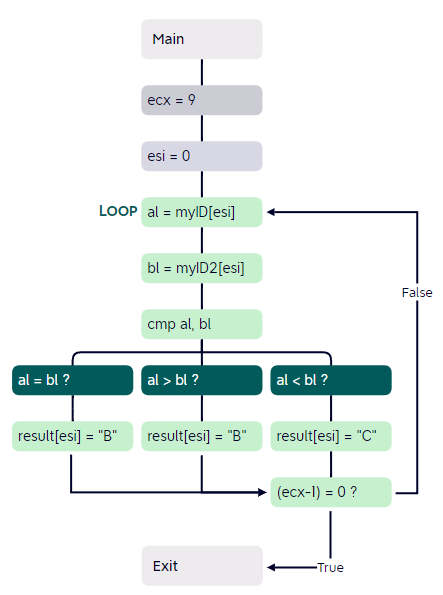 Main
ecx = 9
esi = 0
LOOP al = myID[esi]
bl = myID2[esi]
False
cmp al, bl
al = bl ? al > bl ? al < bl ?
result[esi] = "B" result[esi] = "B" result[esi] = "C"
(ecx-1) = 0 ?
Exit
True